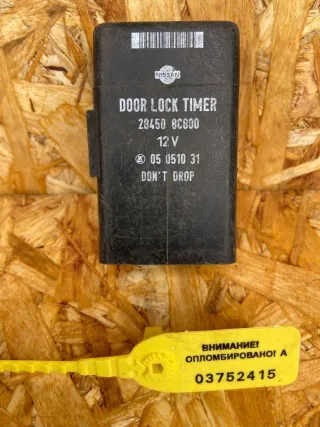 NISSAN
DOOR LOCK TIMER
28450 8C800
12V
05 0510 31
DON'T DROP
ВНИМАНИЕ!
ОПЛОМБИРОВАНО! А
03752415